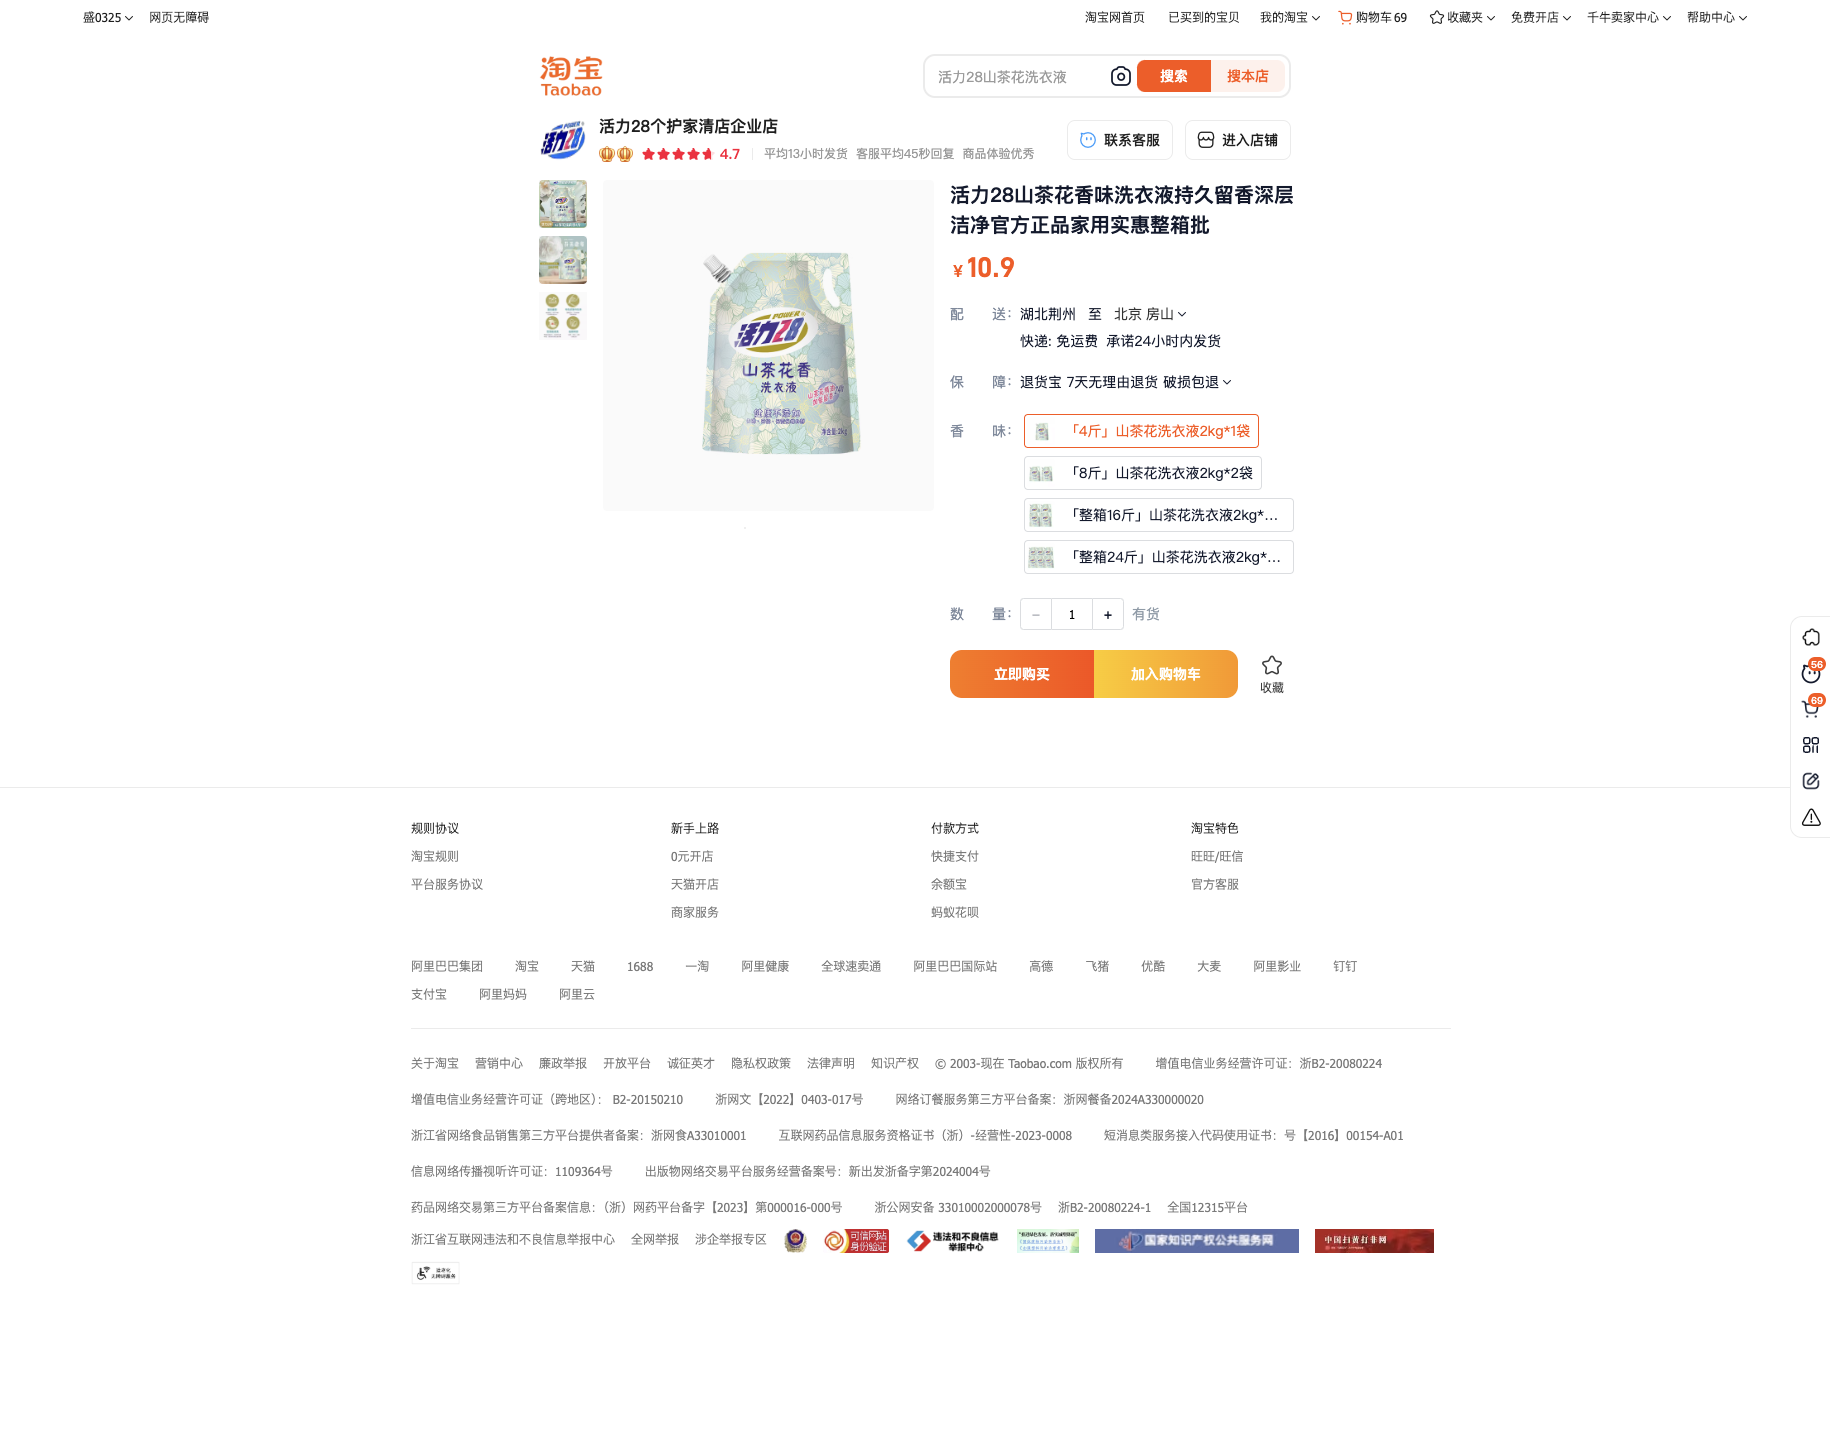 盛0325 网页无障碍 淘宝网首页 已买到的宝贝 我的淘宝 购物车 69 收藏夹 免费开店 千牛卖家中心 帮助中心
淘宝
Taobao
活力28山茶花洗衣液 搜索 搜本店
活力28个护家清店企业店
4.7 平均13小时发货 客服平均45秒回复 商品体验优秀
联系客服 进入店铺
POWER
活力28
山茶花香
洗衣液
净含量:2kg
活力28山茶花香味洗衣液持久留香深层
洁净官方正品家用实惠整箱批
¥10.9
配送: 湖北荆州 至 北京 房山
快递: 免运费 承诺24小时内发货
保障: 退货宝 7天无理由退货 破损包退
香味: 「4斤」山茶花洗衣液2kg*1袋
「8斤」山茶花洗衣液2kg*2袋
「整箱16斤」山茶花洗衣液2kg*...
「整箱24斤」山茶花洗衣液2kg*...
数量: − 1 + 有货
立即购买 加入购物车 收藏
56
69
规则协议 新手上路 付款方式 淘宝特色
淘宝规则 0元开店 快捷支付 旺旺/旺信
平台服务协议 天猫开店 余额宝 官方客服
商家服务 蚂蚁花呗
阿里巴巴集团 淘宝 天猫 1688 一淘 阿里健康 全球速卖通 阿里巴巴国际站 高德 飞猪 优酷 大麦 阿里影业 钉钉
支付宝 阿里妈妈 阿里云
关于淘宝 营销中心 廉政举报 开放平台 诚征英才 隐私权政策 法律声明 知识产权 © 2003-现在 Taobao.com 版权所有 增值电信业务经营许可证：浙B2-20080224
增值电信业务经营许可证（跨地区）： B2-20150210 浙网文【2022】0403-017号 网络订餐服务第三方平台备案：浙网餐备2024A330000020
浙江省网络食品销售第三方平台提供者备案：浙网食A33010001 互联网药品信息服务资格证书（浙）-经营性-2023-0008 短消息类服务接入代码使用证书：号【2016】00154-A01
信息网络传播视听许可证：1109364号 出版物网络交易平台服务经营备案号：新出发浙备字第2024004号
药品网络交易第三方平台备案信息：（浙）网药平台备字【2023】第000016-000号 浙公网安备 33010002000078号 浙B2-20080224-1 全国12315平台
浙江省互联网违法和不良信息举报中心 全网举报 涉企举报专区 可信网站 身份验证 违法和不良信息 举报中心 国家知识产权公共服务网 中国扫黄打非网